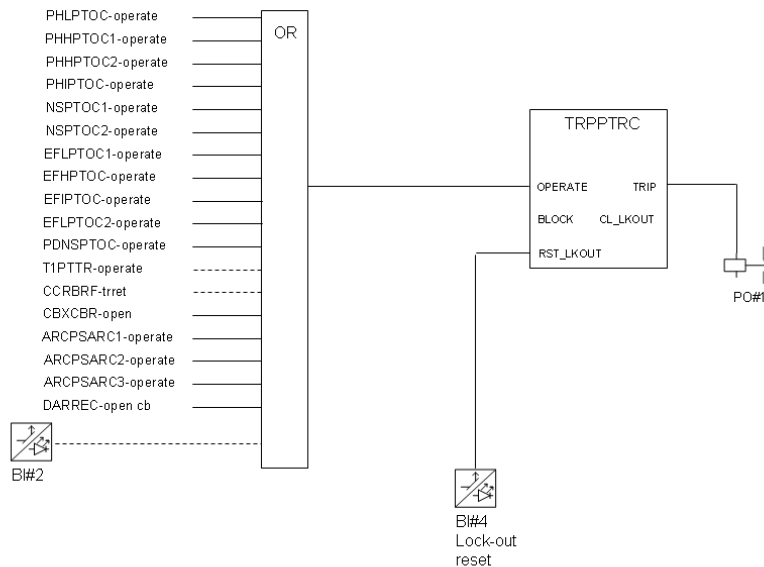 PHLPTOC-operate
PHHPTOC1-operate
PHHPTOC2-operate
PHIPTOC-operate
NSPTOC1-operate
NSPTOC2-operate
EFLPTOC1-operate
EFHPTOC-operate
EFIPTOC-operate
EFLPTOC2-operate
PDNSPTOC-operate
T1PTTR-operate
CCRBRF-trret
CBXCBR-open
ARCPSARC1-operate
ARCPSARC2-operate
ARCPSARC3-operate
DARREC-open cb
BI#2
OR
TRPPTRC
OPERATE TRIP
BLOCK CL_LKOUT
RST_LKOUT
PO#1
BI#4
Lock-out
reset